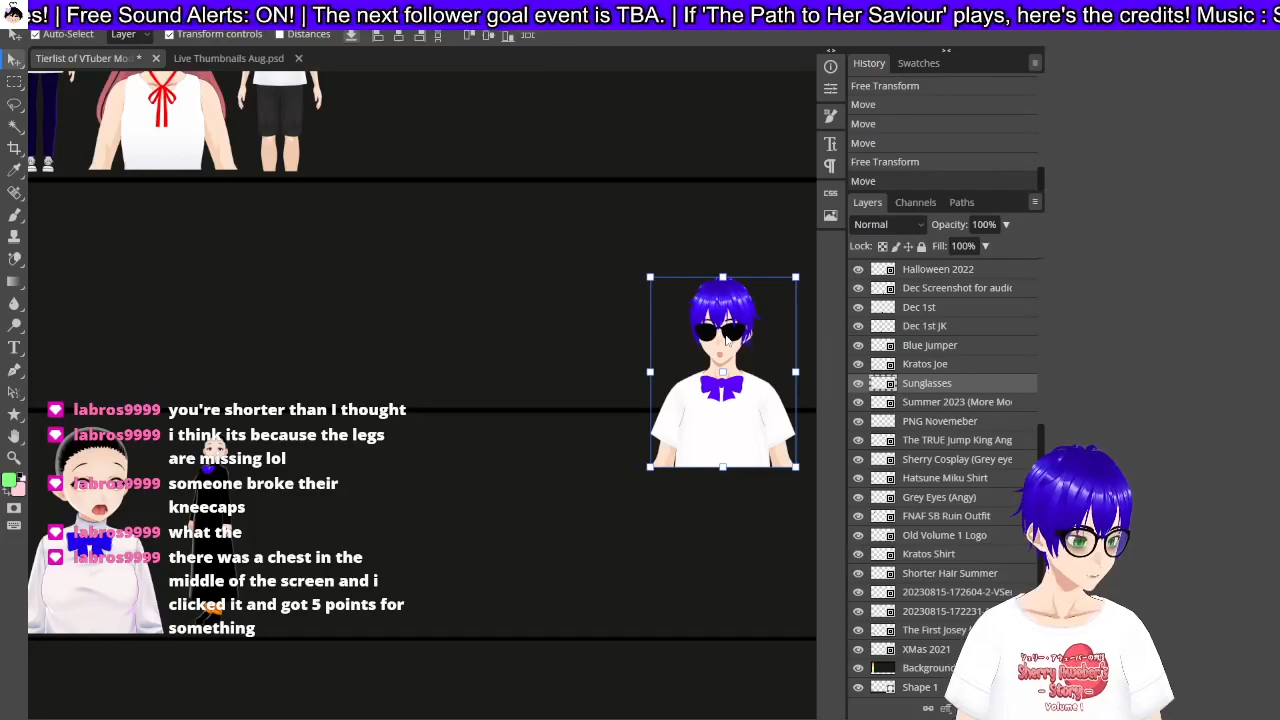 es! | Free Sound Alerts: ON! | The next follower goal event is TBA. | If 'The Path to Her Saviour' plays, here's the credits! Music : S
Auto-Select Layer Transform controls Distances
Tierlist of VTuber Mo: * × Live Thumbnails Aug.psd ×
History Swatches
Free Transform
Move
Move
Move
Free Transform
Move
Layers Channels Paths
Normal Opacity: 100%
Lock: Fill: 100%
Halloween 2022
Dec Screenshot for audic
Dec 1st
Dec 1st JK
Blue Jumper
Kratos Joe
Sunglasses
Summer 2023 (More Mo
PNG Novemeber
The TRUE Jump King Ang
Sherry Cosplay (Grey eye
Hatsune Miku Shirt
Grey Eyes (Angy)
FNAF SB Ruin Outfit
Old Volume 1 Logo
Kratos Shirt
Shorter Hair Summer
20230815-172604-2-VSe
20230815-172231-
The First Josey
XMas 2021
Background
Shape 1
CSS
labros9999 you're shorter than I thought
labros9999 i think its because the legs
are missing lol
labros9999 someone broke their
kneecaps
labros9999 what the
labros9999 there was a chest in the
middle of the screen and i
clicked it and got 5 points for
something
Sherry Aweber's
- Story -
Volume 1